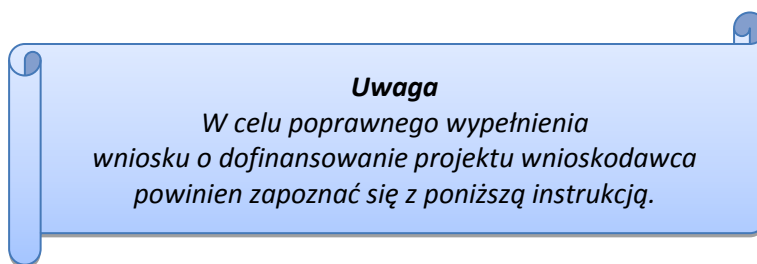 Uwaga
W celu poprawnego wypełnienia
wniosku o dofinansowanie projektu wnioskodawca
powinien zapoznać się z poniższą instrukcją.